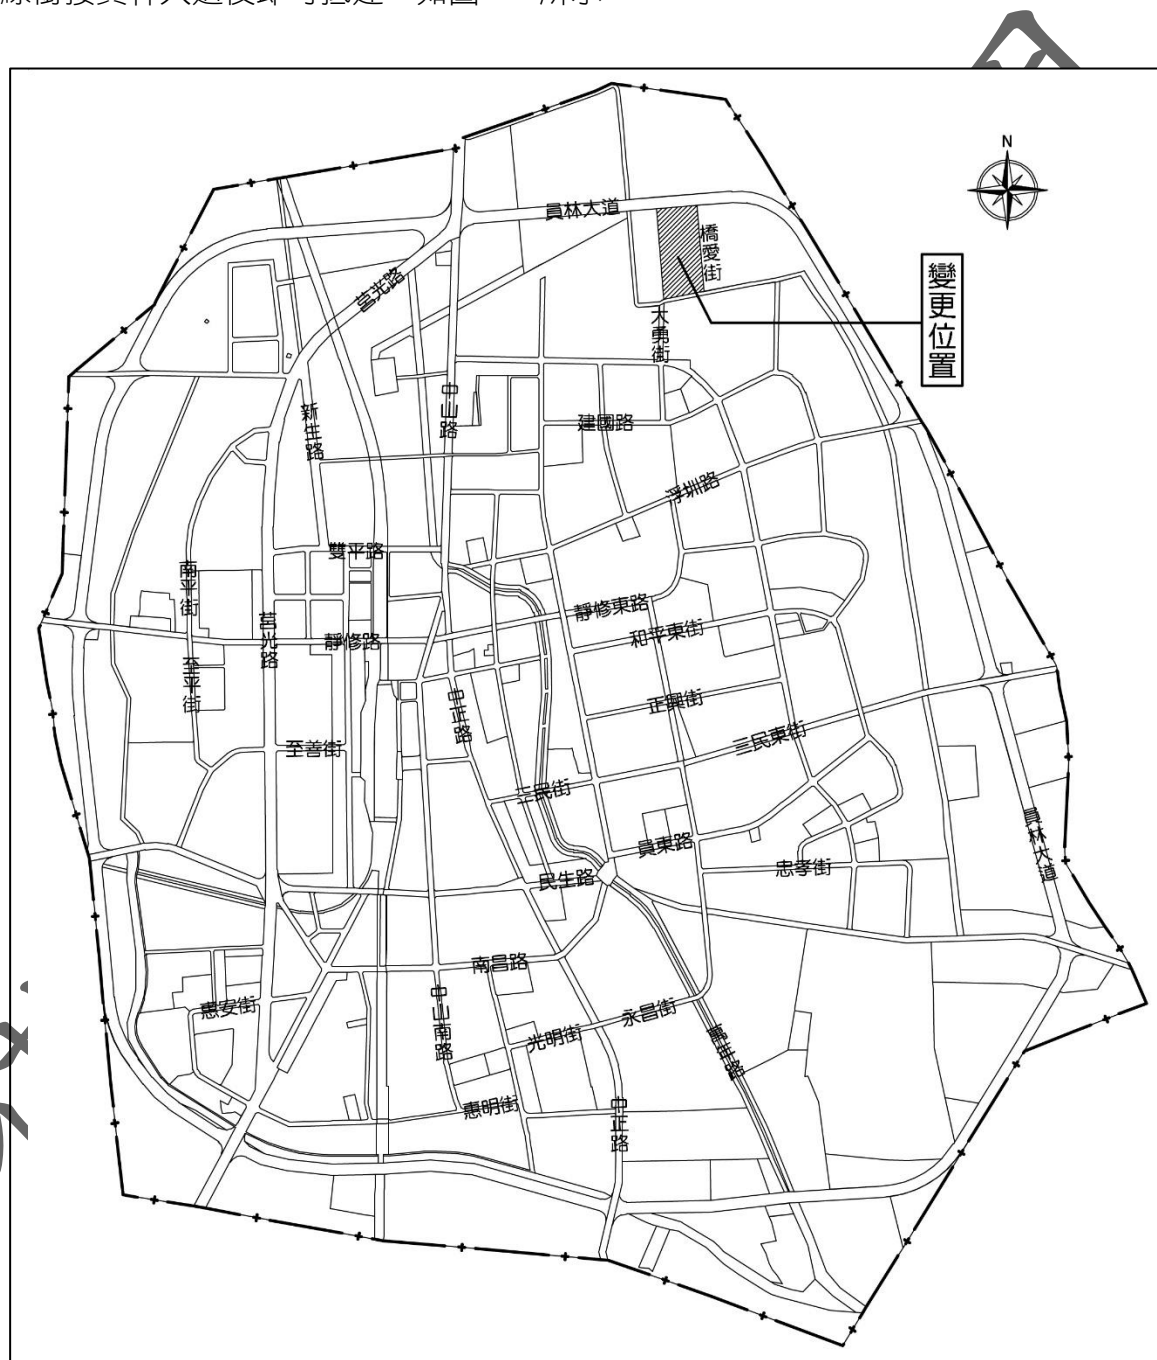 N
員林大道
橋愛街
變更位置
莒光路
大勇街
中山路
新生路
建國路
浮圳路
雙平路
南平街
莒光路
靜修東路
靜修路
和平東街
至平街
正興街
中正路
三民東街
至善街
三民街
員林大道
員東路
忠孝街
民生路
南昌路
惠安街
中山南路
永昌街
光明街
萬年路
惠明街
中正路